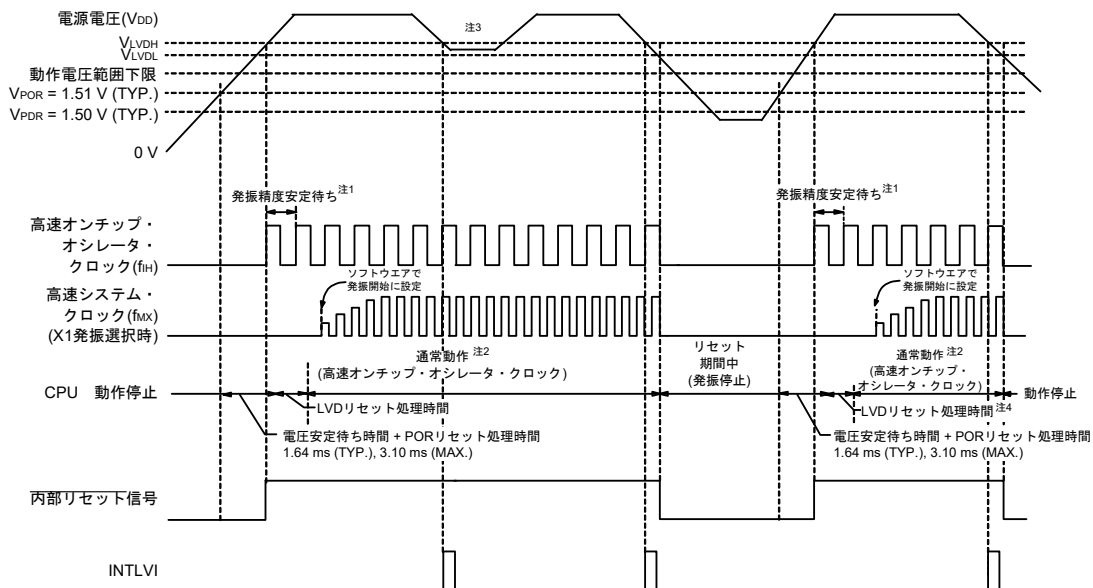 電源電圧(VDD)
注3
VLVDH
VLVDL
動作電圧範囲下限
VPOR = 1.51 V (TYP.)
VPDR = 1.50 V (TYP.)
0 V
発振精度安定待ち注1
発振精度安定待ち注1
高速オンチップ・
オシレータ・
クロック(fIH)
ソフトウエアで
発振開始に設定
ソフトウエアで
発振開始に設定
高速システム・
クロック(fMX)
(X1発振選択時)
リセット
期間中
(発振停止)
通常動作 注2
(高速オンチップ・オシレータ・クロック)
通常動作 注2
(高速オンチップ・
オシレータ・クロック)
CPU 動作停止
動作停止
LVDリセット処理時間
LVDリセット処理時間注4
電圧安定待ち時間 + PORリセット処理時間
1.64 ms (TYP.), 3.10 ms (MAX.)
電圧安定待ち時間 + PORリセット処理時間
1.64 ms (TYP.), 3.10 ms (MAX.)
内部リセット信号
INTLVI